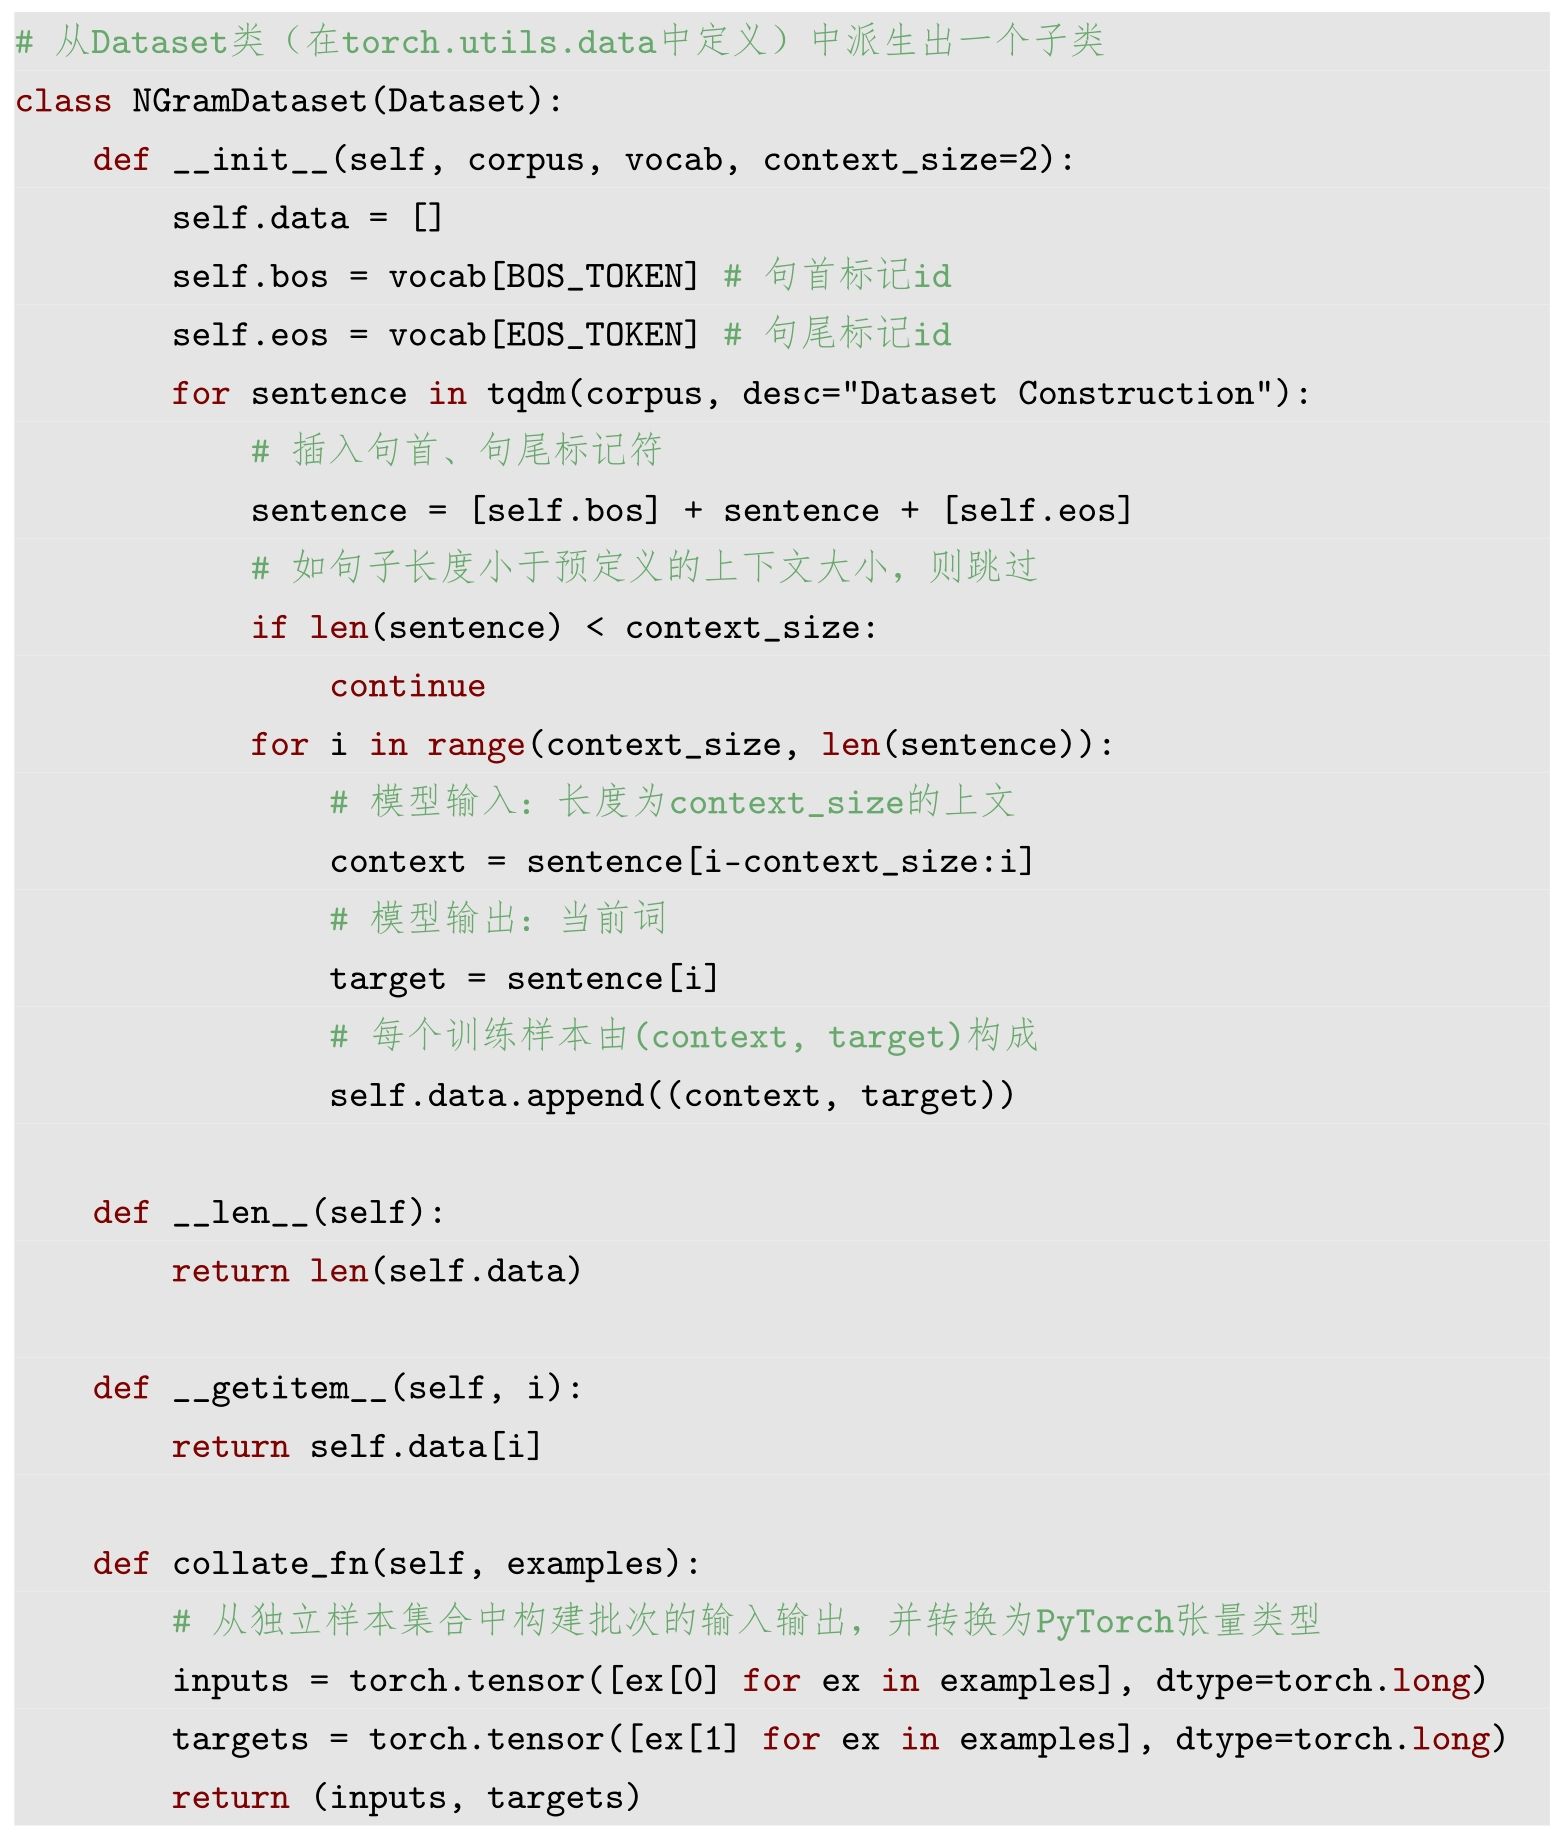 # 从Dataset类（在torch.utils.data中定义）中派生出一个子类
class NGramDataset(Dataset):
    def __init__(self, corpus, vocab, context_size=2):
        self.data = []
        self.bos = vocab[BOS_TOKEN] # 句首标记id
        self.eos = vocab[EOS_TOKEN] # 句尾标记id
        for sentence in tqdm(corpus, desc="Dataset Construction"):
            # 插入句首、句尾标记符
            sentence = [self.bos] + sentence + [self.eos]
            # 如句子长度小于预定义的上下文大小，则跳过
            if len(sentence) < context_size:
                continue
            for i in range(context_size, len(sentence)):
                # 模型输入：长度为context_size的上文
                context = sentence[i-context_size:i]
                # 模型输出：当前词
                target = sentence[i]
                # 每个训练样本由(context, target)构成
                self.data.append((context, target))

    def __len__(self):
        return len(self.data)

    def __getitem__(self, i):
        return self.data[i]

    def collate_fn(self, examples):
        # 从独立样本集合中构建批次的输入输出，并转换为PyTorch张量类型
        inputs = torch.tensor([ex[0] for ex in examples], dtype=torch.long)
        targets = torch.tensor([ex[1] for ex in examples], dtype=torch.long)
        return (inputs, targets)